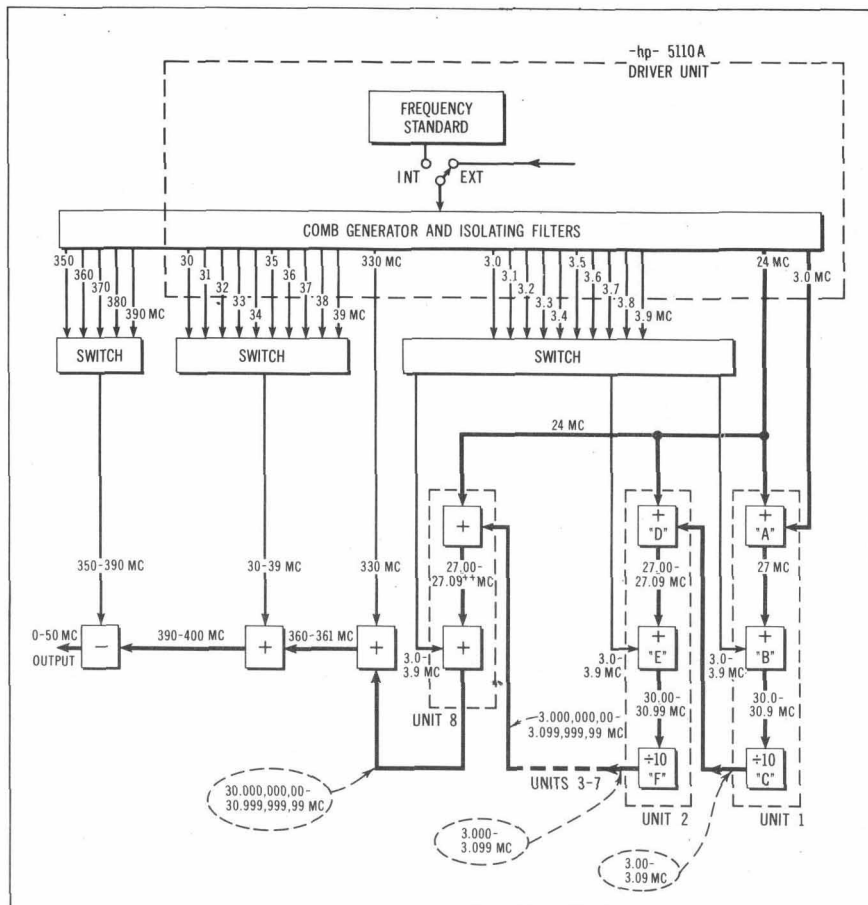 -hp- 5110A
DRIVER UNIT
FREQUENCY
STANDARD
INT
EXT
COMB GENERATOR AND ISOLATING FILTERS
350
360
370
380
390 MC
30
31
32
33
34
35
36
37
38
39 MC
330 MC
3.0
3.1
3.2
3.3
3.4
3.5
3.6
3.7
3.8
3.9 MC
24 MC
3.0 MC
SWITCH
SWITCH
SWITCH
24 MC
+
+
"D"
+
"A"
350-390 MC
30-39 MC
330 MC
27.00-
27.09++ MC
27.00-
27.09 MC
27 MC
0-50 MC
OUTPUT
-
390-400 MC
+
360-361 MC
+
3.0-
3.9 MC
+
3.0-
3.9 MC
+
"E"
3.0-
3.9 MC
+
"B"
UNIT 8
3.000,000,00-
3.099,999,99 MC
30.00-
30.99 MC
30.0-
30.9 MC
30.000,000,00-
30.999,999,99 MC
UNITS 3-7
÷10
"F"
÷10
"C"
UNIT 2
UNIT 1
3.000-
3.099 MC
3.00-
3.09 MC